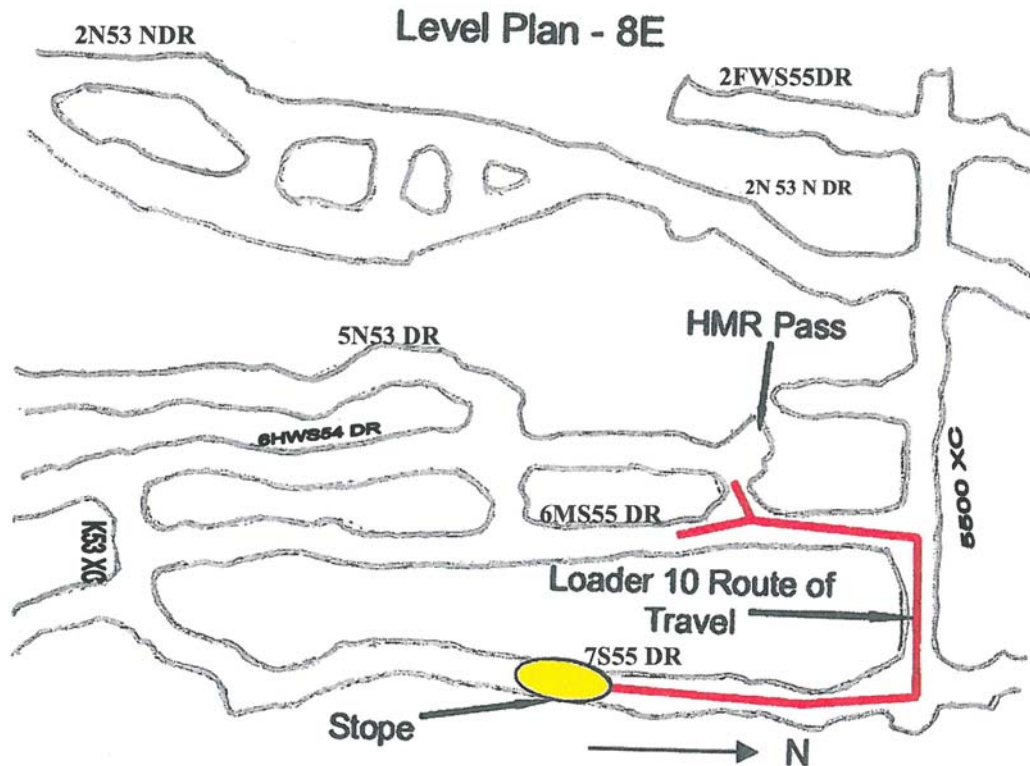 Level Plan - 8E
2N53 NDR
2FWS55DR
2N 53 N DR
HMR Pass
5N53 DR
6HWS54 DR
5500 XC
6MS55 DR
K53 XC
Loader 10 Route of
Travel
7S55 DR
Stope
N